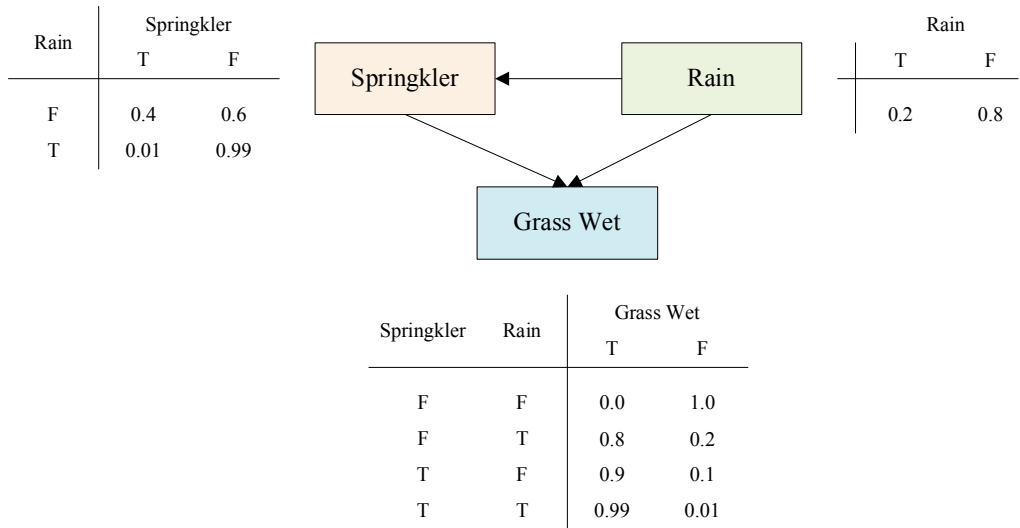 Rain Springkler
T F
F 0.4 0.6
T 0.01 0.99
Springkler
Rain
Rain
T F
0.2 0.8
Grass Wet
Springkler Rain Grass Wet
T F
F F 0.0 1.0
F T 0.8 0.2
T F 0.9 0.1
T T 0.99 0.01